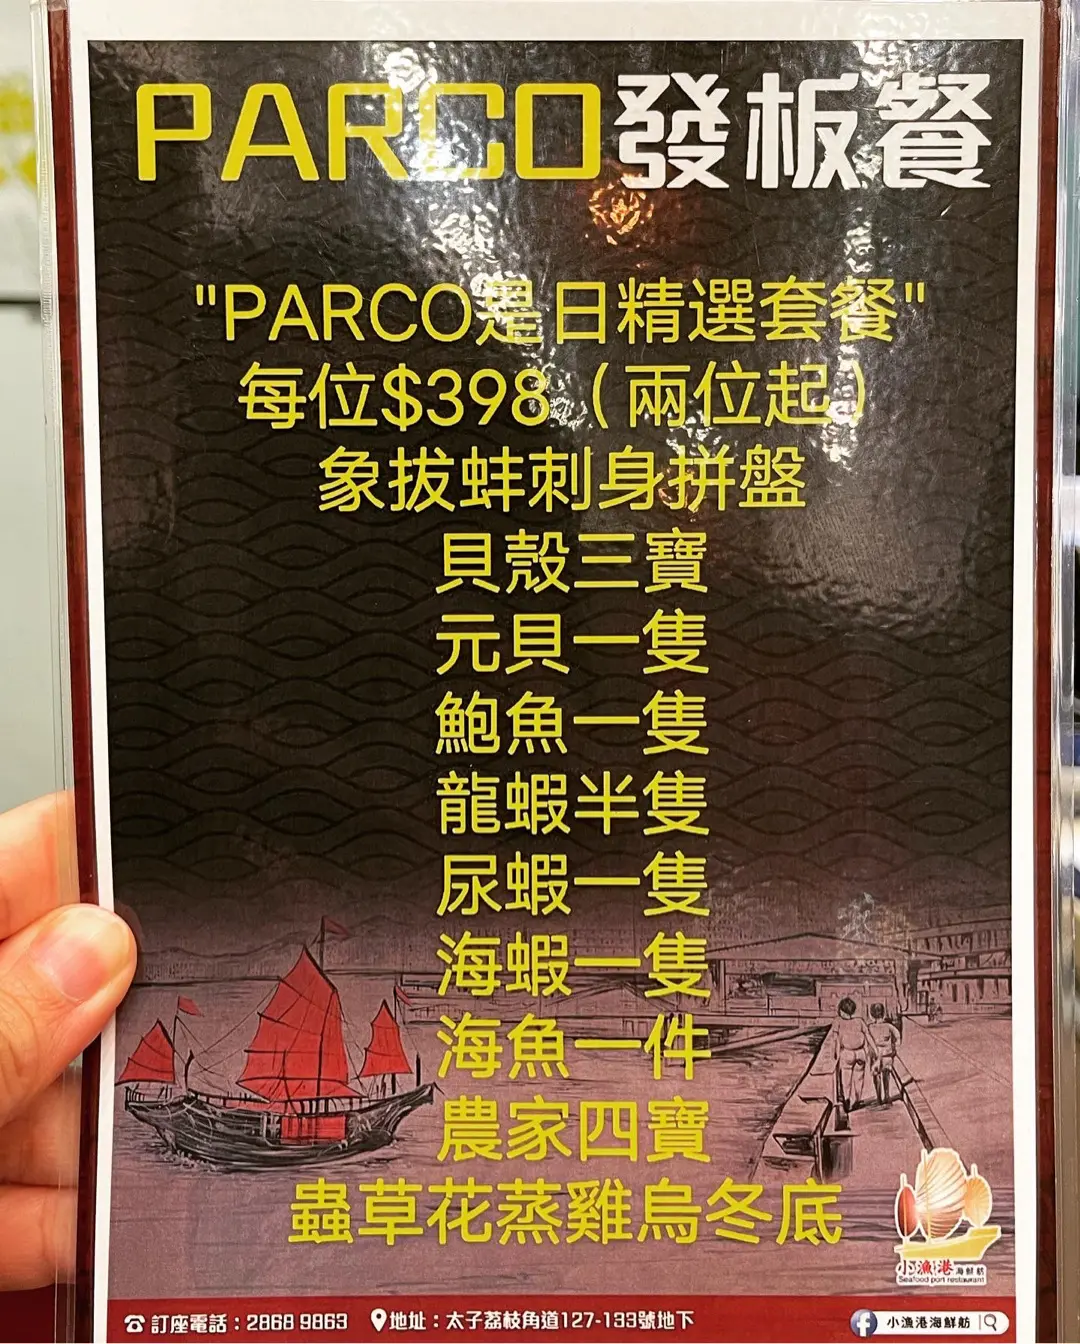 PARCO發板餐
"PARCO是日精選套餐"
每位$398（兩位起）
象拔蚌刺身拼盤
貝殼三寶
元貝一隻
鮑魚一隻
龍蝦半隻
尿蝦一隻
海蝦一隻
海魚一件
農家四寶
蟲草花蒸雞烏冬底
小漁港海鮮舫
Seafood port restaurant
訂座電話：2868 9863 地址：太子荔枝角道127-133號地下 小漁港海鮮舫